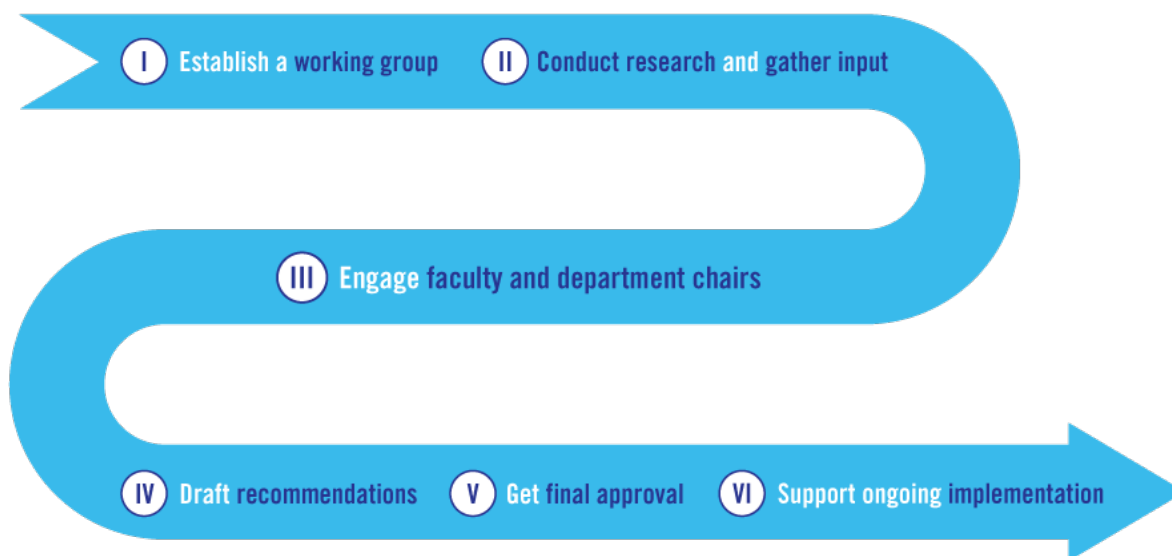 I Establish a working group
II Conduct research and gather input
III Engage faculty and department chairs
IV Draft recommendations
V Get final approval
VI Support ongoing implementation